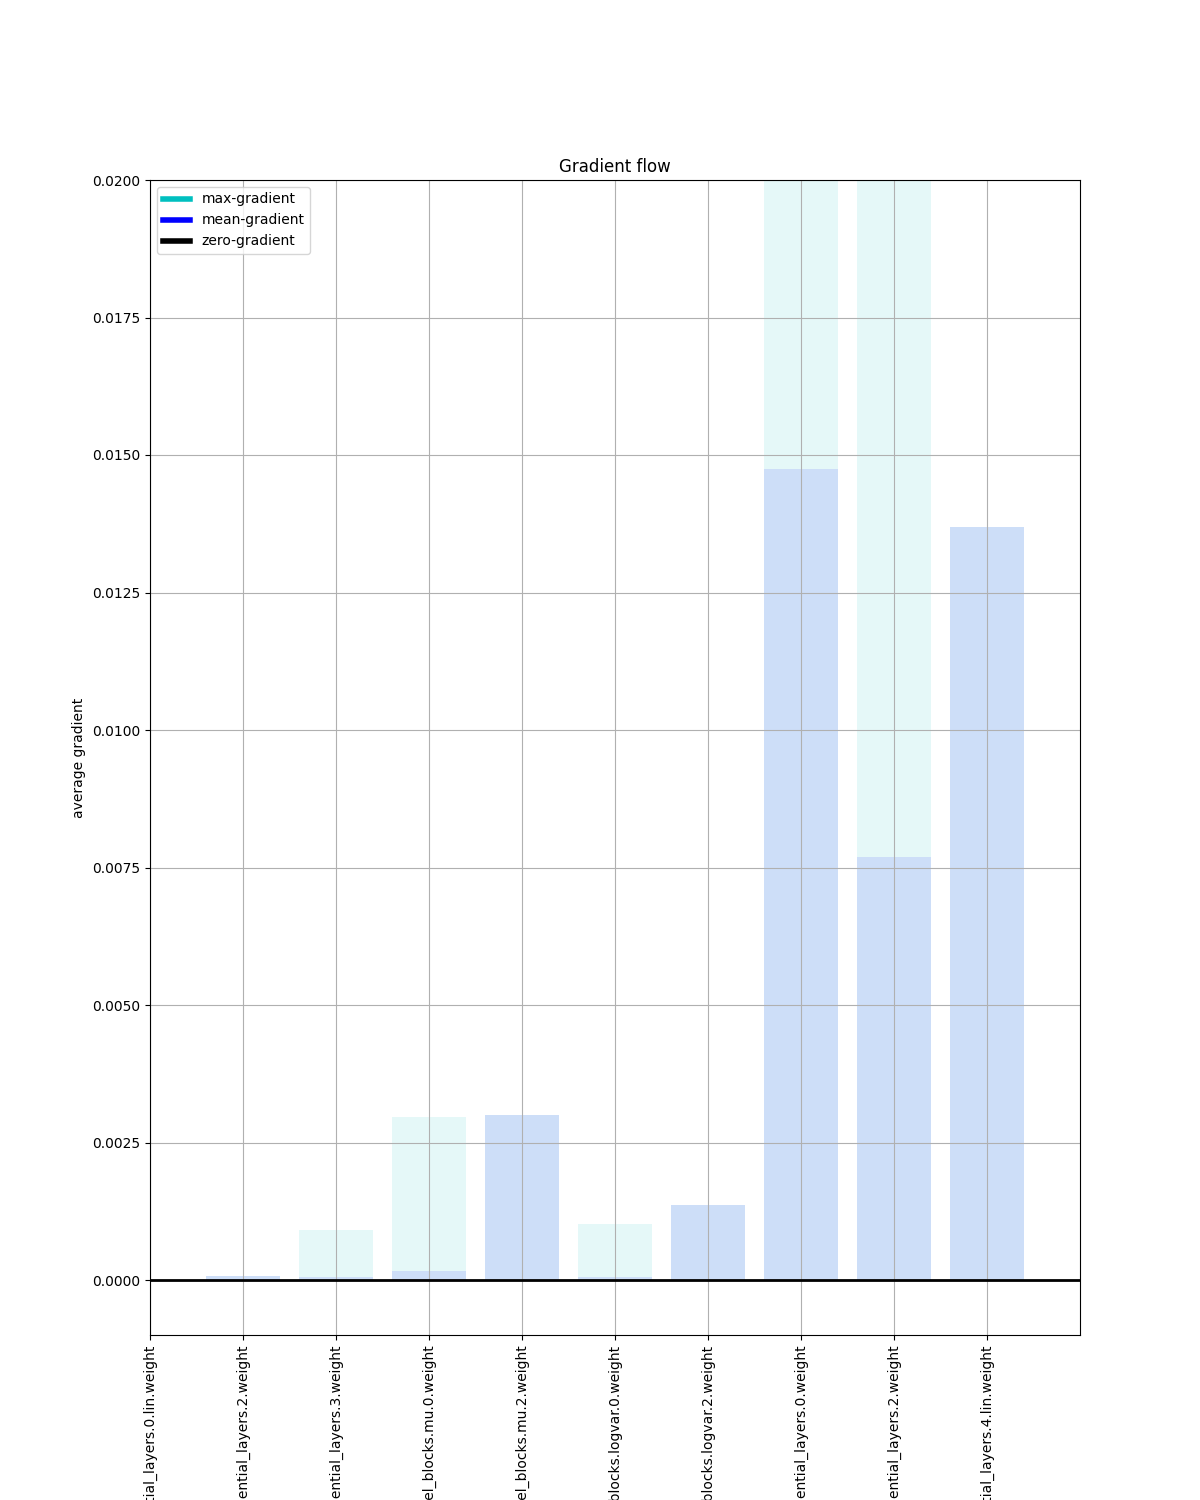 Gradient flow
max-gradient
mean-gradient
zero-gradient
0.0200
0.0175
0.0150
0.0125
0.0100
0.0075
0.0050
0.0025
0.0000
average gradient
tial_layers.0.lin.weight
ential_layers.2.weight
ential_layers.3.weight
el_blocks.mu.0.weight
el_blocks.mu.2.weight
blocks.logvar.0.weight
blocks.logvar.2.weight
ential_layers.0.weight
ential_layers.2.weight
tial_layers.4.lin.weight